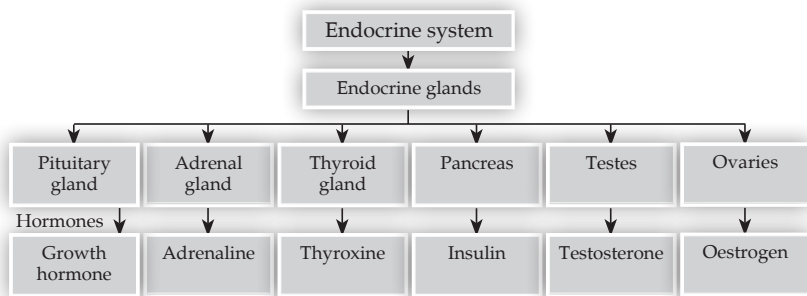 Endocrine system
Endocrine glands
Pituitary
gland
Adrenal
gland
Thyroid
gland
Pancreas
Testes
Ovaries
Hormones
Growth
hormone
Adrenaline
Thyroxine
Insulin
Testosterone
Oestrogen